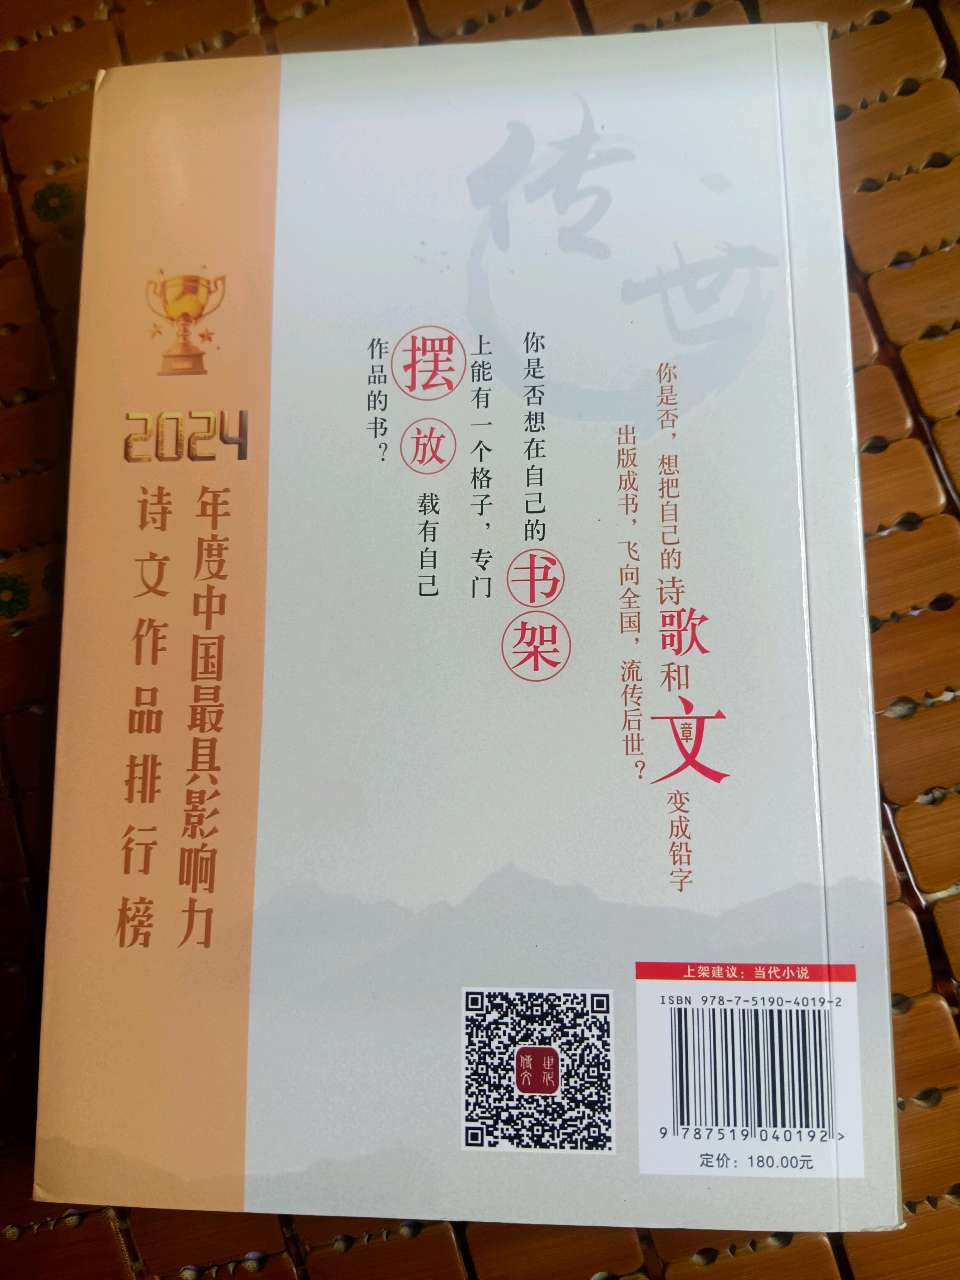 传世
你是否，想把自己的诗歌和文章变成铅字
出版成书，飞向全国，流传后世？
你是否想在自己的书架
上能有一个格子，专门
摆放载有自己
作品的书？
2024
年度中国最具影响力
诗文作品排行榜
上架建议：当代小说
ISBN 978-7-5190-4019-2
9 787519 040192 >
定价：180.00元